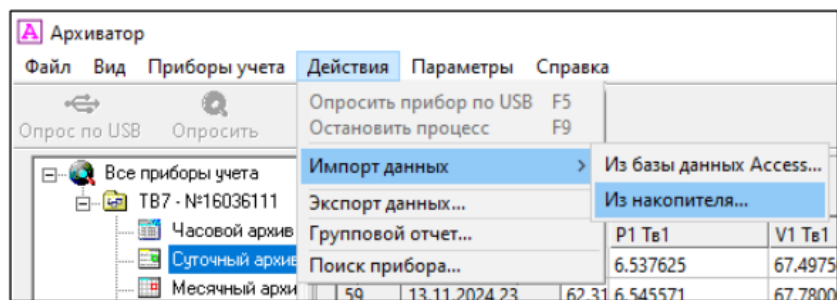 Архиватор
Файл Вид Приборы учета Действия Параметры Справка
Опрос по USB Опросить
Опросить прибор по USB F5
Остановить процесс F9
Импорт данных
Из базы данных Access...
Из накопителя...
Экспорт данных...
Групповой отчет...
Поиск прибора...
Все приборы учета
ТВ7 - №16036111
Часовой архив
Суточный архив
Месячный архи
P1 Тв1 V1 Тв1
6.537625 67.4975
59 13.11.2024 23 62.31 6.545571 67.7800